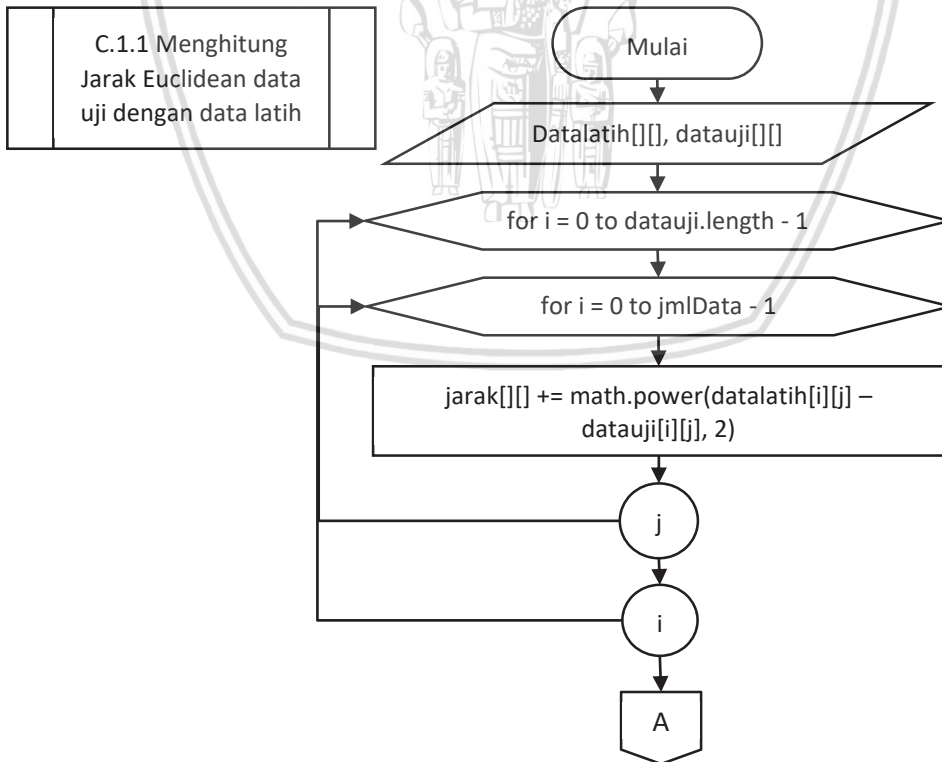 C.1.1 Menghitung
Jarak Euclidean data
uji dengan data latih
Mulai
Datalatih[][], datauji[][]
for i = 0 to datauji.length - 1
for i = 0 to jmlData - 1
jarak[][] += math.power(datalatih[i][j] –
datauji[i][j], 2)
j
i
A